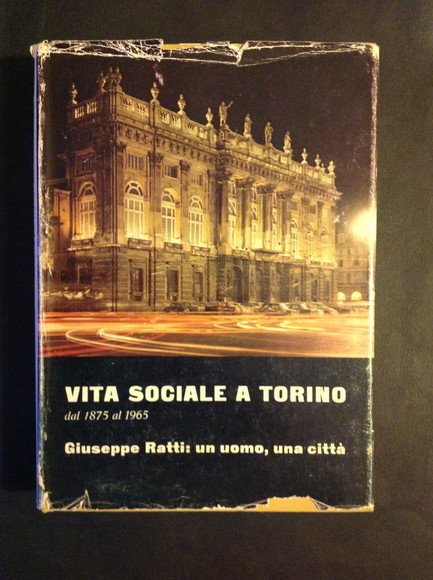 VITA SOCIALE A TORINO
dal 1875 al 1965
Giuseppe Ratti: un uomo, una città